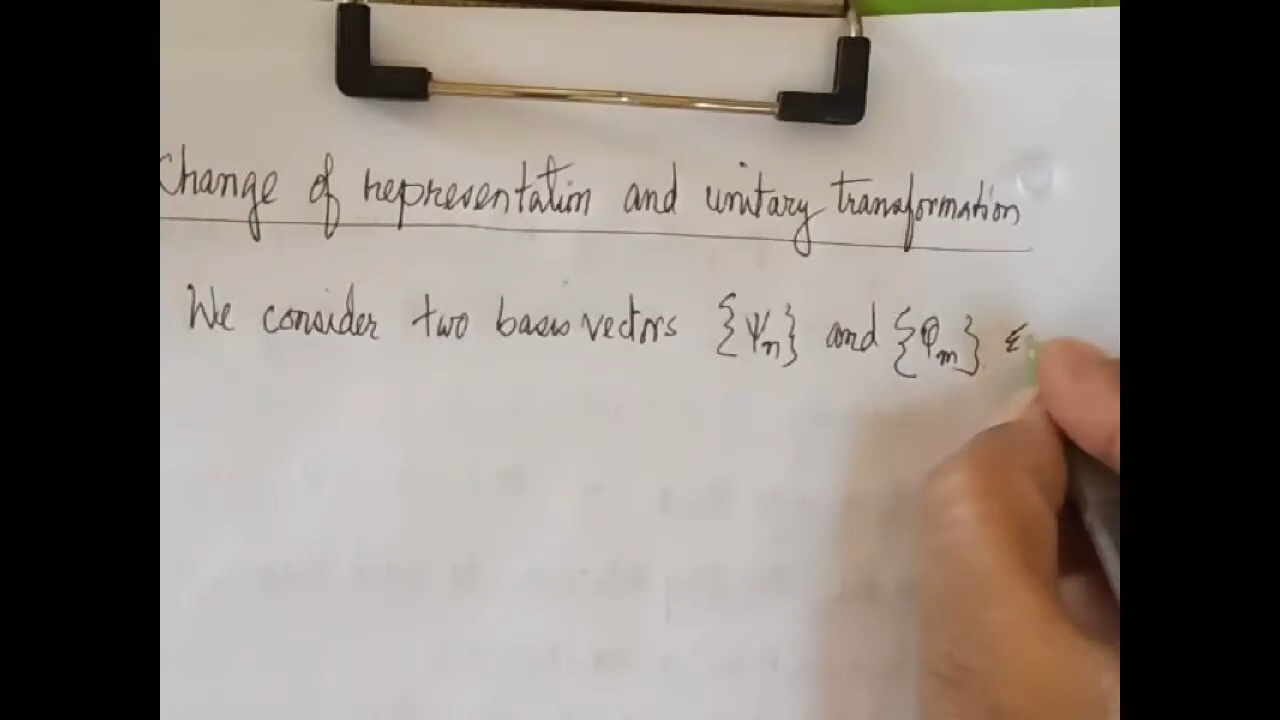 Change of representation and unitary transformation
We consider two basis vectors {ψₙ} and {φₘ}